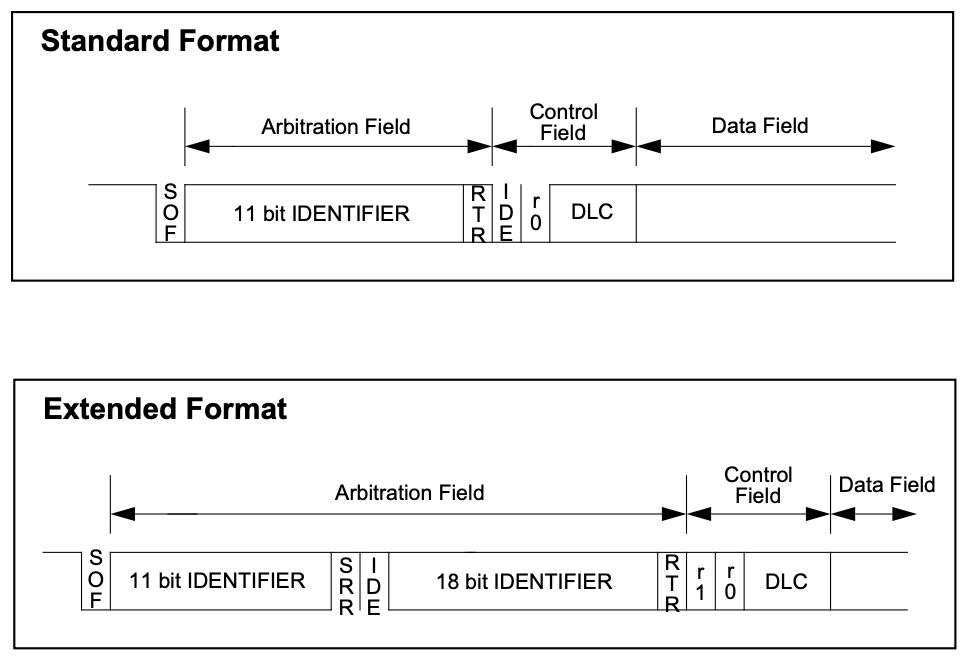 Standard Format
Arbitration Field
Control
Field
Data Field
SOF
11 bit IDENTIFIER
RTR
IDE
r0
DLC
Extended Format
Arbitration Field
Control
Field
Data Field
SOF
11 bit IDENTIFIER
SRR
IDE
18 bit IDENTIFIER
RTR
r1
r0
DLC